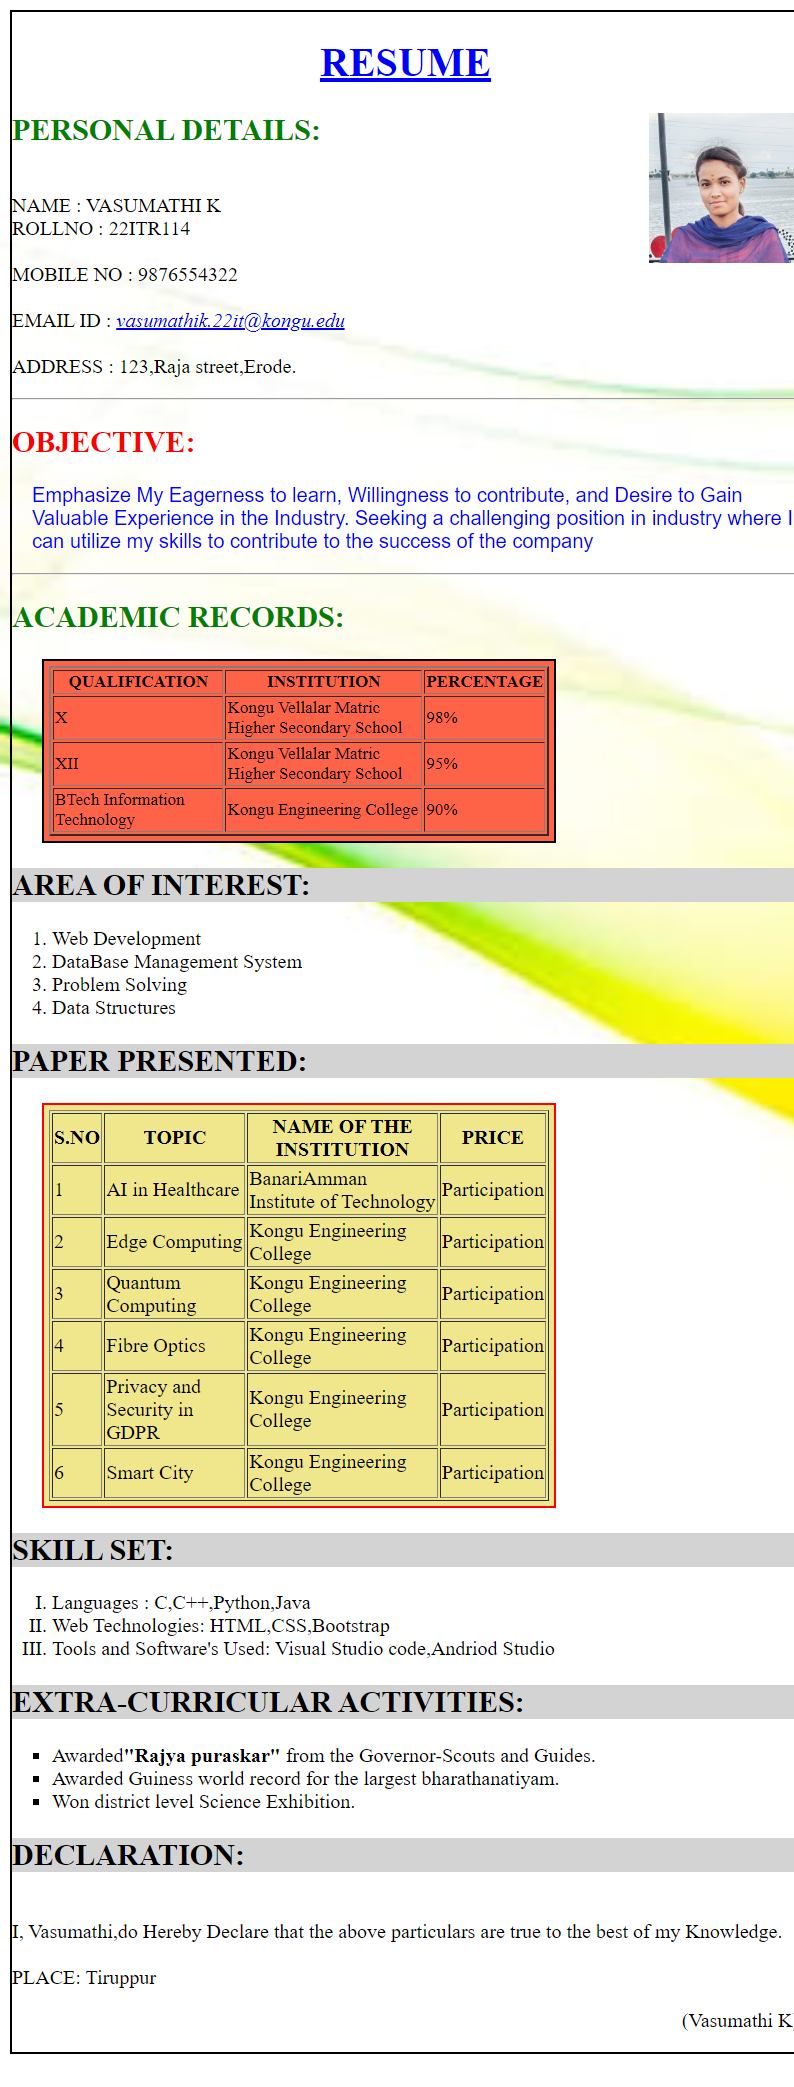 RESUME
PERSONAL DETAILS:
NAME : VASUMATHI K
ROLLNO : 22ITR114
MOBILE NO : 9876554322
EMAIL ID : vasumathik.22it@kongu.edu
ADDRESS : 123,Raja street,Erode.
OBJECTIVE:
Emphasize My Eagerness to learn, Willingness to contribute, and Desire to Gain
Valuable Experience in the Industry. Seeking a challenging position in industry where I
can utilize my skills to contribute to the success of the company
ACADEMIC RECORDS:
QUALIFICATION INSTITUTION PERCENTAGE
X Kongu Vellalar Matric Higher Secondary School 98%
XII Kongu Vellalar Matric Higher Secondary School 95%
BTech Information Technology Kongu Engineering College 90%
AREA OF INTEREST:
1. Web Development
2. DataBase Management System
3. Problem Solving
4. Data Structures
PAPER PRESENTED:
S.NO TOPIC NAME OF THE INSTITUTION PRICE
1 AI in Healthcare BanariAmman Institute of Technology Participation
2 Edge Computing Kongu Engineering College Participation
3 Quantum Computing Kongu Engineering College Participation
4 Fibre Optics Kongu Engineering College Participation
5 Privacy and Security in GDPR Kongu Engineering College Participation
6 Smart City Kongu Engineering College Participation
SKILL SET:
I. Languages : C,C++,Python,Java
II. Web Technologies: HTML,CSS,Bootstrap
III. Tools and Software's Used: Visual Studio code,Andriod Studio
EXTRA-CURRICULAR ACTIVITIES:
Awarded"Rajya puraskar" from the Governor-Scouts and Guides.
Awarded Guiness world record for the largest bharathanatiyam.
Won district level Science Exhibition.
DECLARATION:
I, Vasumathi,do Hereby Declare that the above particulars are true to the best of my Knowledge.
PLACE: Tiruppur
(Vasumathi K)